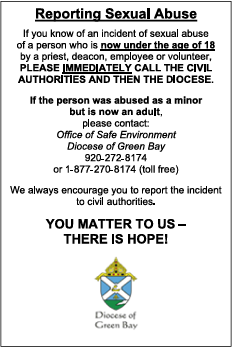 Reporting Sexual Abuse
If you know of an incident of sexual abuse
of a person who is now under the age of 18
by a priest, deacon, employee or volunteer,
PLEASE IMMEDIATELY CALL THE CIVIL
AUTHORITIES AND THEN THE DIOCESE.
If the person was abused as a minor
but is now an adult,
please contact:
Office of Safe Environment
Diocese of Green Bay
920-272-8174
or 1-877-270-8174 (toll free)
We always encourage you to report the incident
to civil authorities.
YOU MATTER TO US –
THERE IS HOPE!
Diocese of
Green Bay